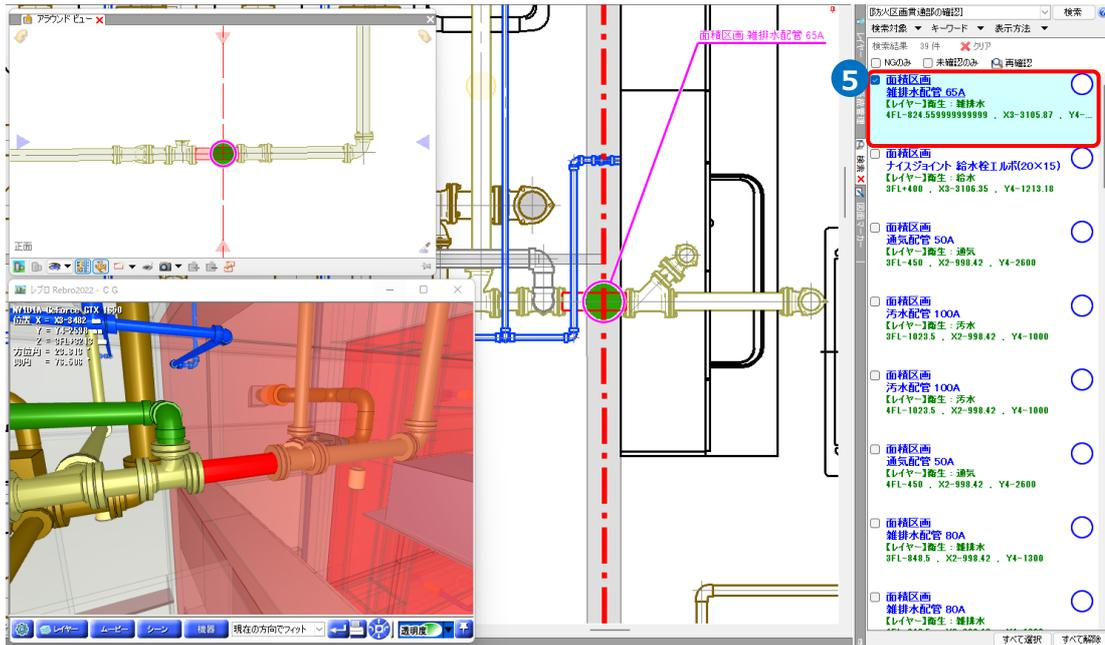 アラウンド ビュー
正面
レブロ Rebro2022 - C G
NVIDIA GeForce GTX 1650
位置 X = X3-3482
Y = Y4-2598
レイヤー
ムービー
シーン
機器
現在の方向でフィット
透明度
面積区画 雑排水配管 65A
5
検索
図面マーカー
[防火区画貫通部の確認]
検索
検索対象 キーワード 表示方法
検索結果 39 件 クリア
NGのみ 未確認のみ 再確認
面積区画
雑排水配管 65A
【レイヤー】衛生:雑排水
4FL-824.559999999999 , X3-3105.87 , Y4-...
面積区画
ナイスジョイント 給水栓エルボ(20×15)
【レイヤー】衛生:給水
3FL+400 , X3-3106.35 , Y4-1213.18
面積区画
通気配管 50A
【レイヤー】衛生:通気
3FL-450 , X2-998.42 , Y4-2600
面積区画
汚水配管 100A
【レイヤー】衛生:汚水
3FL-1023.5 , X2-998.42 , Y4-1000
面積区画
汚水配管 100A
【レイヤー】衛生:汚水
4FL-1023.5 , X2-998.42 , Y4-1000
面積区画
通気配管 50A
【レイヤー】衛生:通気
4FL-450 , X2-998.42 , Y4-2600
面積区画
雑排水配管 80A
【レイヤー】衛生:雑排水
3FL-848.5 , X2-998.42 , Y4-1300
面積区画
雑排水配管 80A
【レイヤー】衛生:雑排水
すべて選択 すべて解除